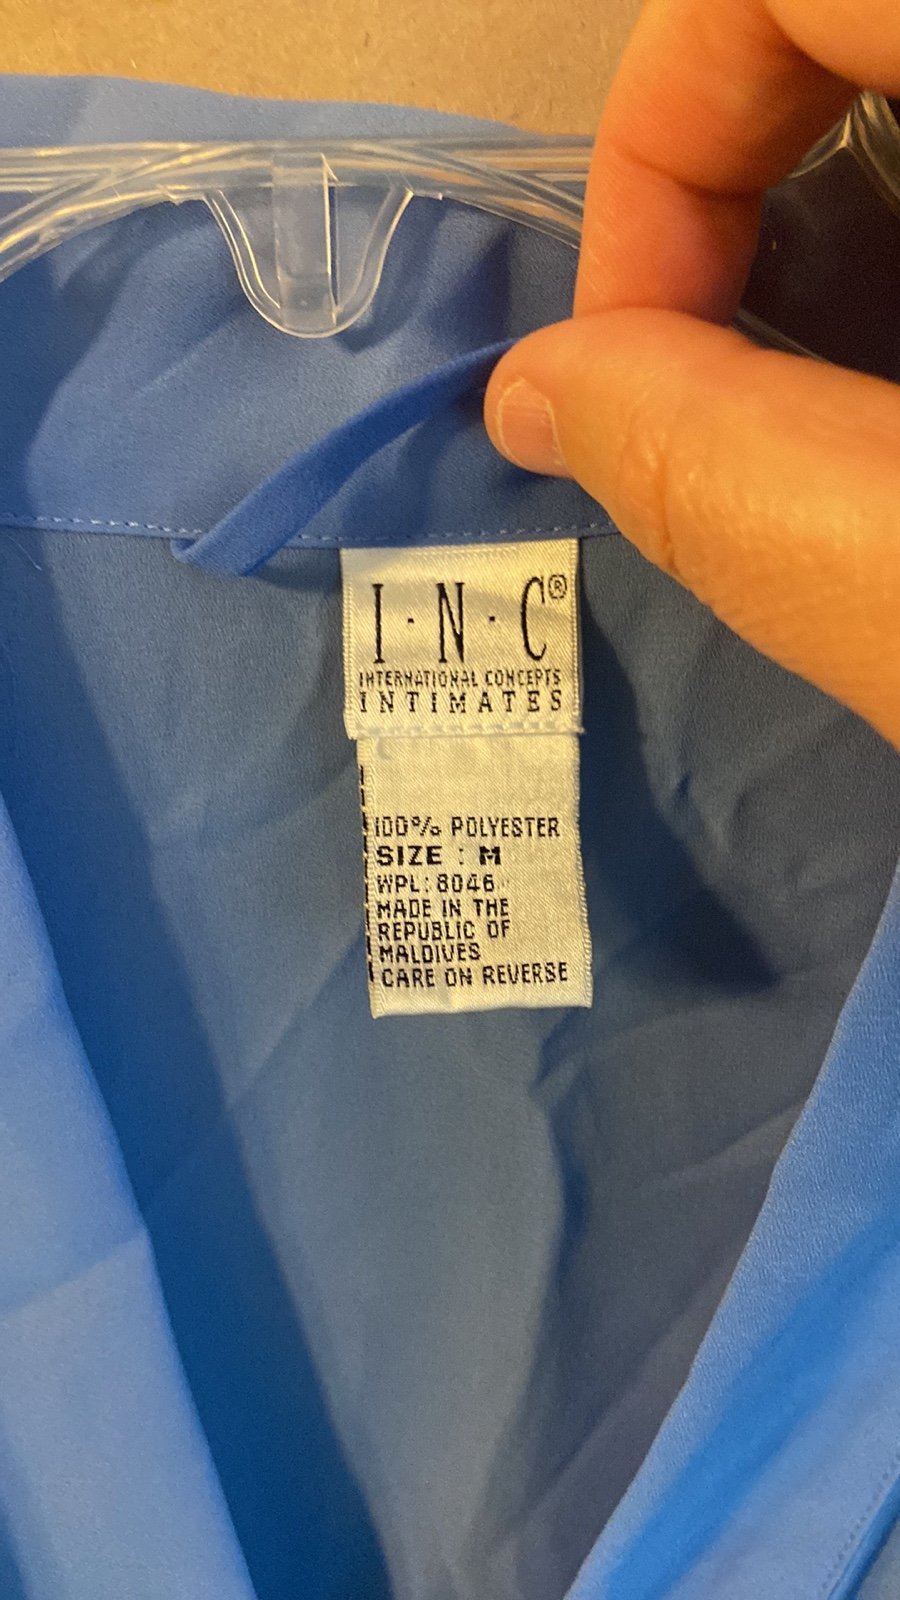 I·N·C®
INTERNATIONAL CONCEPTS
INTIMATES
100% POLYESTER
SIZE : M
WPL:8046
MADE IN THE
REPUBLIC OF
MALDIVES
CARE ON REVERSE